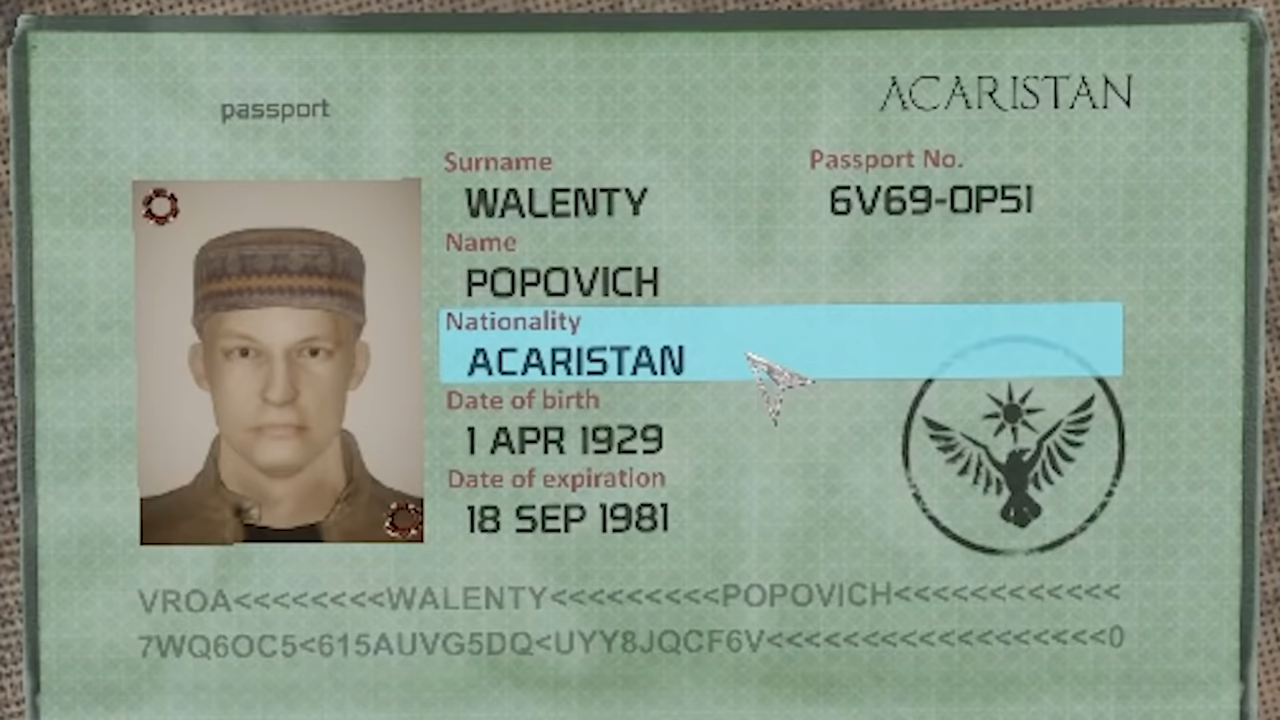 passport
ACARISTAN
Surname
WALENTY
Passport No.
6V69-0P51
Name
POPOVICH
Nationality
ACARISTAN
Date of birth
1 APR 1929
Date of expiration
18 SEP 1981
VROA<<<<<<<<WALENTY<<<<<<<<<POPOVICH<<<<<<<<<<<<
7WQ6OC5<615AUVG5DQ<UYY8JQCF6V<<<<<<<<<<<<<<<<<<0